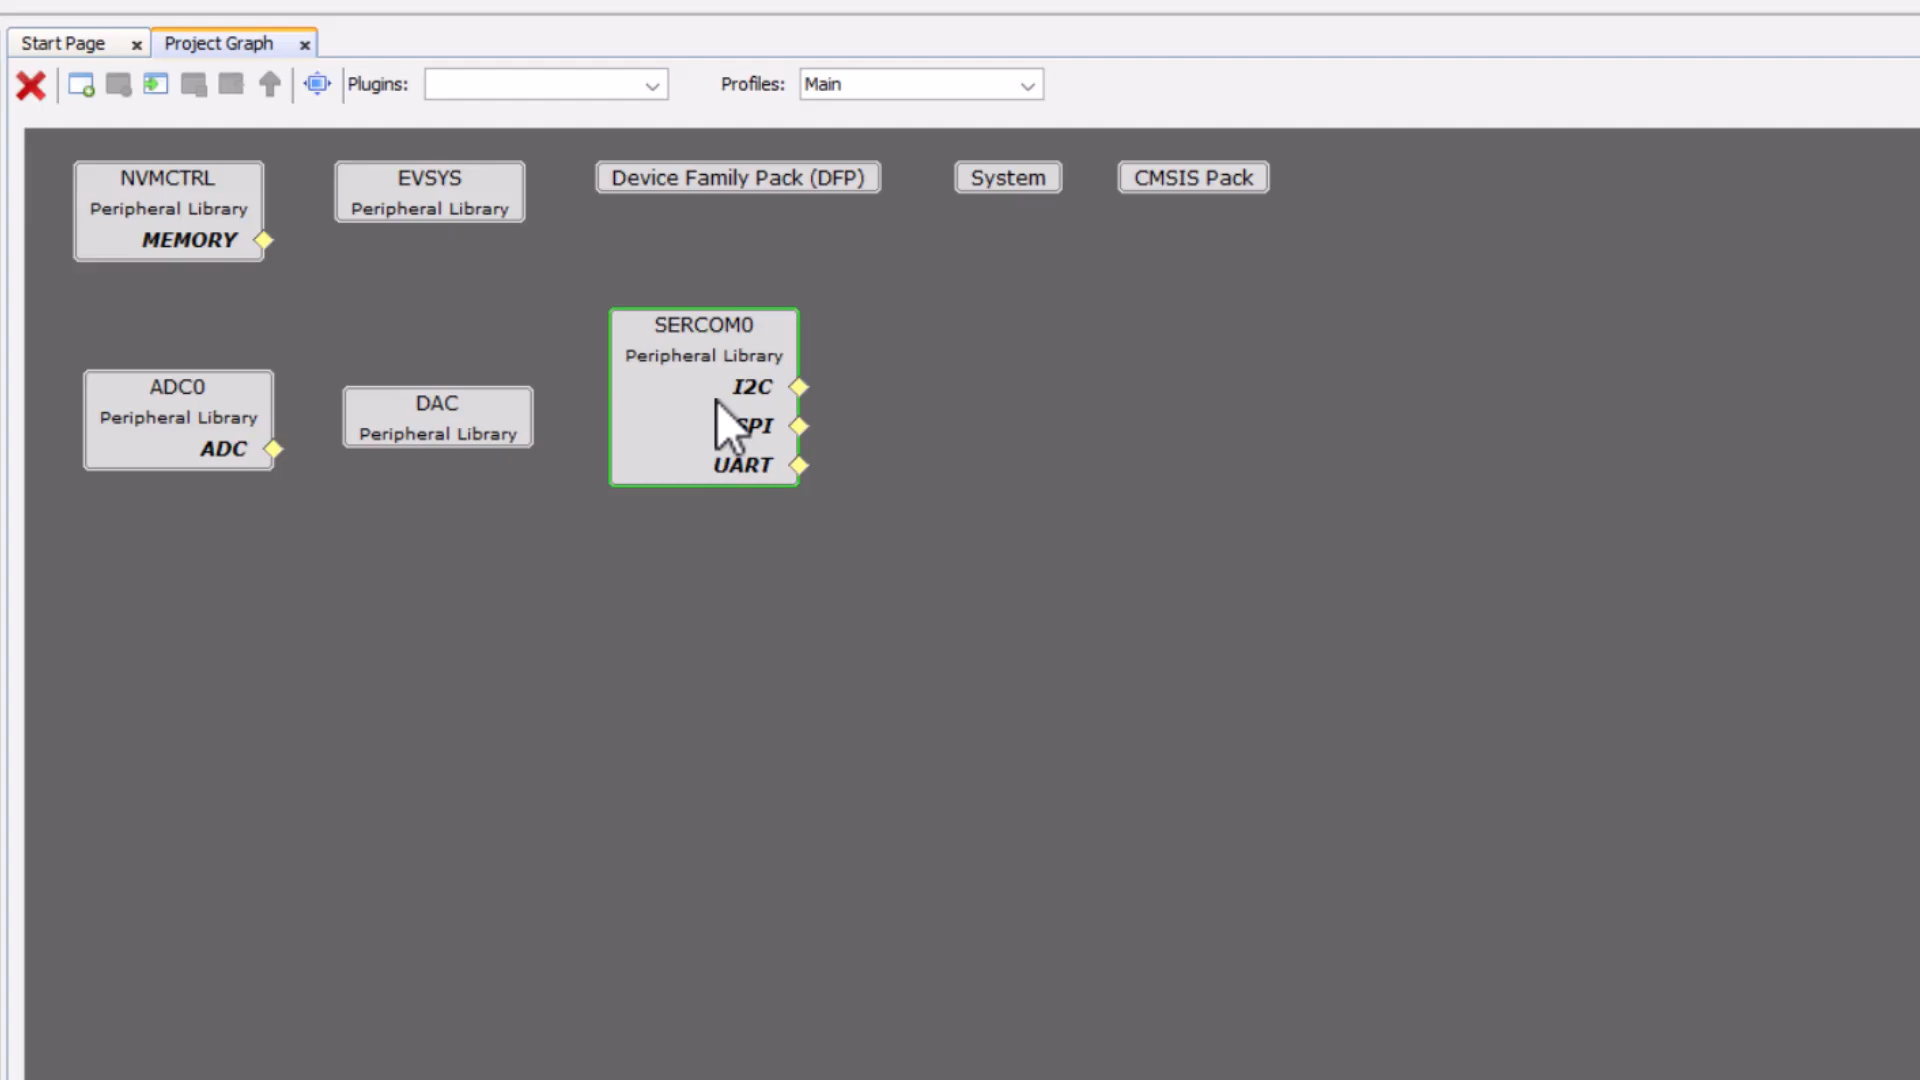 Start Page
Project Graph
Plugins:
Profiles:
Main
NVMCTRL
Peripheral Library
MEMORY
EVSYS
Peripheral Library
Device Family Pack (DFP)
System
CMSIS Pack
SERCOM0
Peripheral Library
I2C
SPI
UART
ADC0
Peripheral Library
ADC
DAC
Peripheral Library